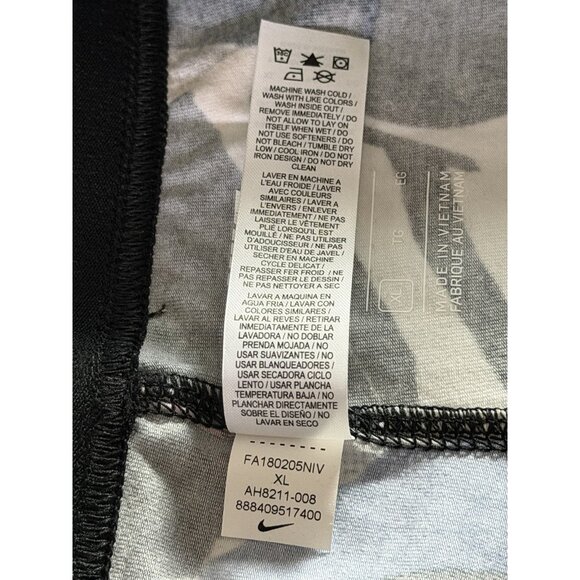 MACHINE WASH COLD /
WASH WITH LIKE COLORS /
WASH INSIDE OUT /
REMOVE IMMEDIATELY / DO
NOT ALLOW TO LAY ON
ITSELF WHEN WET / DO
NOT USE SOFTENERS / DO
NOT BLEACH / TUMBLE DRY
LOW / COOL IRON / DO NOT
IRON DESIGN / DO NOT DRY
CLEAN
LAVER EN MACHINE A
L'EAU FROIDE / LAVER
AVEC COULEURS
SIMILAIRES / LAVER A
L'ENVERS / ENLEVER
IMMEDIATEMENT / NE PAS
LAISSER LE VÊTEMENT
PLIÉ LORSQU'IL EST
MOUILLÉ / NE PAS UTILISER
D'ADOUCISSEUR / NE PAS
UTILISER D'EAU DE JAVEL /
SECHER EN MACHINE
CYCLE DELICAT /
REPASSER FER FROID / NE
PAS REPASSER LE DESSIN /
NE PAS NETTOYER A SEC
LAVAR A MAQUINA EN
AGUA FRIA / LAVAR CON
COLORES SIMILARES /
LAVAR AL REVES / RETIRAR
INMEDIATAMENTE DE LA
LAVADORA / NO DOBLAR
PRENDA MOJADA / NO
USAR SUAVIZANTES / NO
USAR BLANQUEADORES /
USAR SECADORA CICLO
LENTO / USAR PLANCHA
TEMPERATURA BAJA / NO
PLANCHAR DIRECTAMENTE
SOBRE EL DISEÑO / NO
LAVAR EN SECO
FA180205NIV
XL
AH8211-008
888409517400
EG
XL
MADE IN VIETNAM
FABRIQUÉ AU VIETNAM